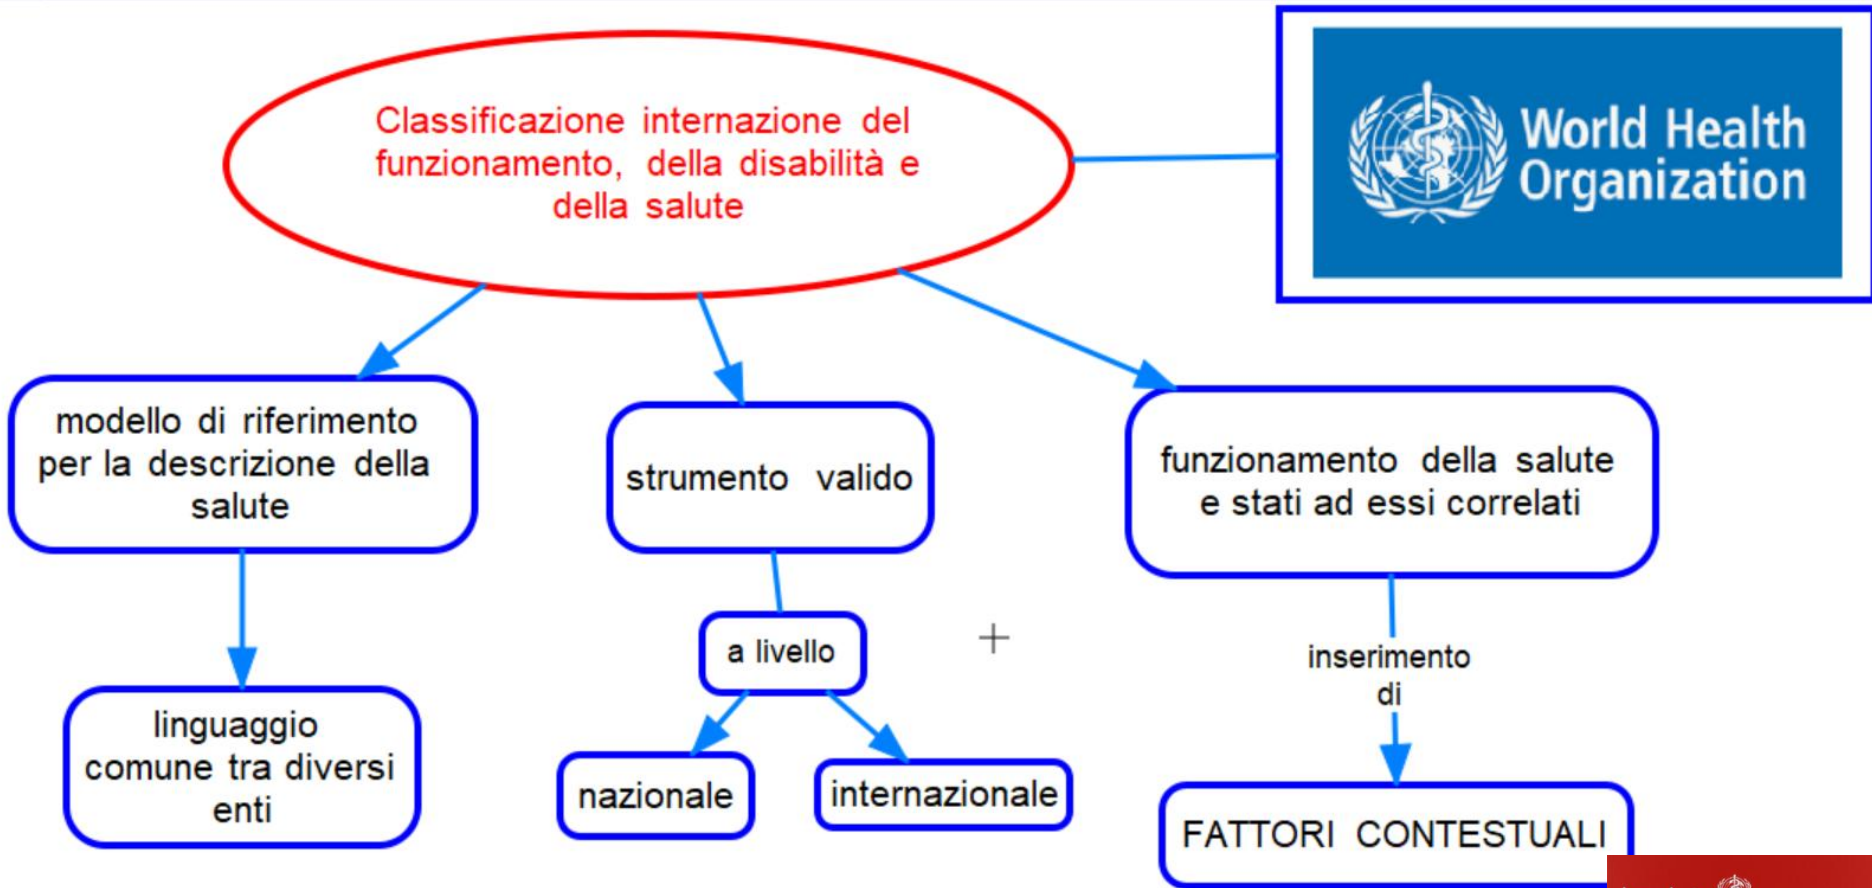 Classificazione internazione del
funzionamento, della disabilità e
della salute
World Health
Organization
modello di riferimento
per la descrizione della
salute
strumento valido
funzionamento della salute
e stati ad essi correlati
a livello
inserimento
di
linguaggio
comune tra diversi
enti
nazionale
internazionale
FATTORI CONTESTUALI